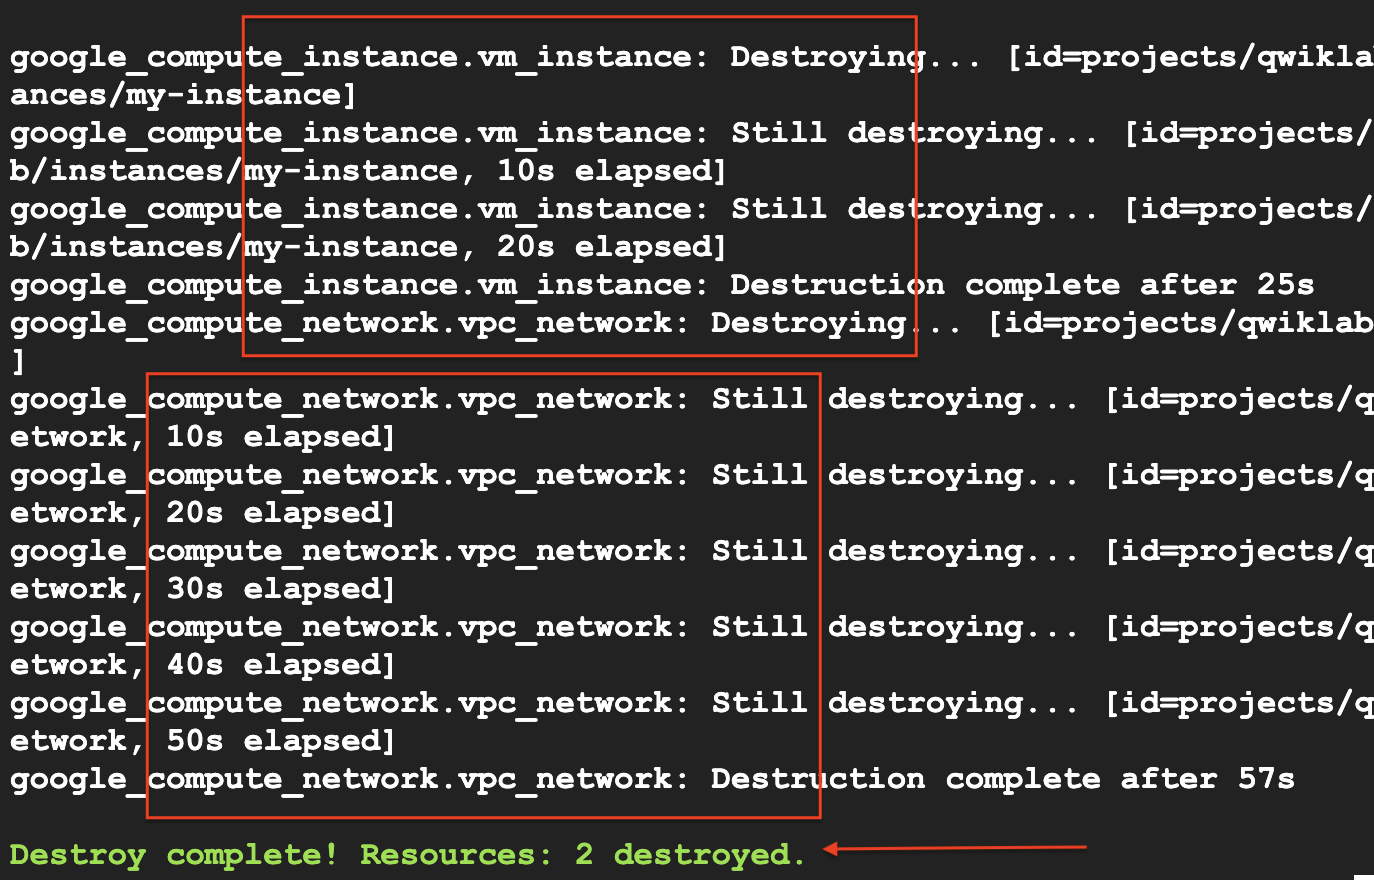 google_compute_instance.vm_instance: Destroying... [id=projects/qwikla
ances/my-instance]
google_compute_instance.vm_instance: Still destroying... [id=projects/
b/instances/my-instance, 10s elapsed]
google_compute_instance.vm_instance: Still destroying... [id=projects/
b/instances/my-instance, 20s elapsed]
google_compute_instance.vm_instance: Destruction complete after 25s
google_compute_network.vpc_network: Destroying... [id=projects/qwiklab
]
google_compute_network.vpc_network: Still destroying... [id=projects/q
etwork, 10s elapsed]
google_compute_network.vpc_network: Still destroying... [id=projects/q
etwork, 20s elapsed]
google_compute_network.vpc_network: Still destroying... [id=projects/q
etwork, 30s elapsed]
google_compute_network.vpc_network: Still destroying... [id=projects/q
etwork, 40s elapsed]
google_compute_network.vpc_network: Still destroying... [id=projects/q
etwork, 50s elapsed]
google_compute_network.vpc_network: Destruction complete after 57s
Destroy complete! Resources: 2 destroyed.